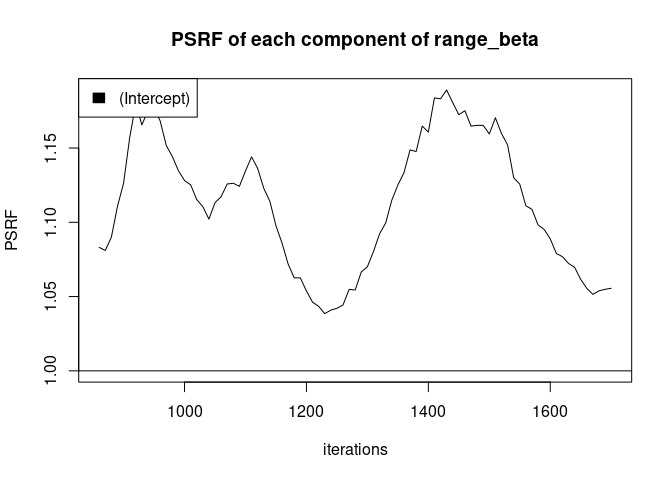 PSRF of each component of range_beta
(Intercept)
PSRF
1.15
1.10
1.05
1.00
1000 1200 1400 1600
iterations